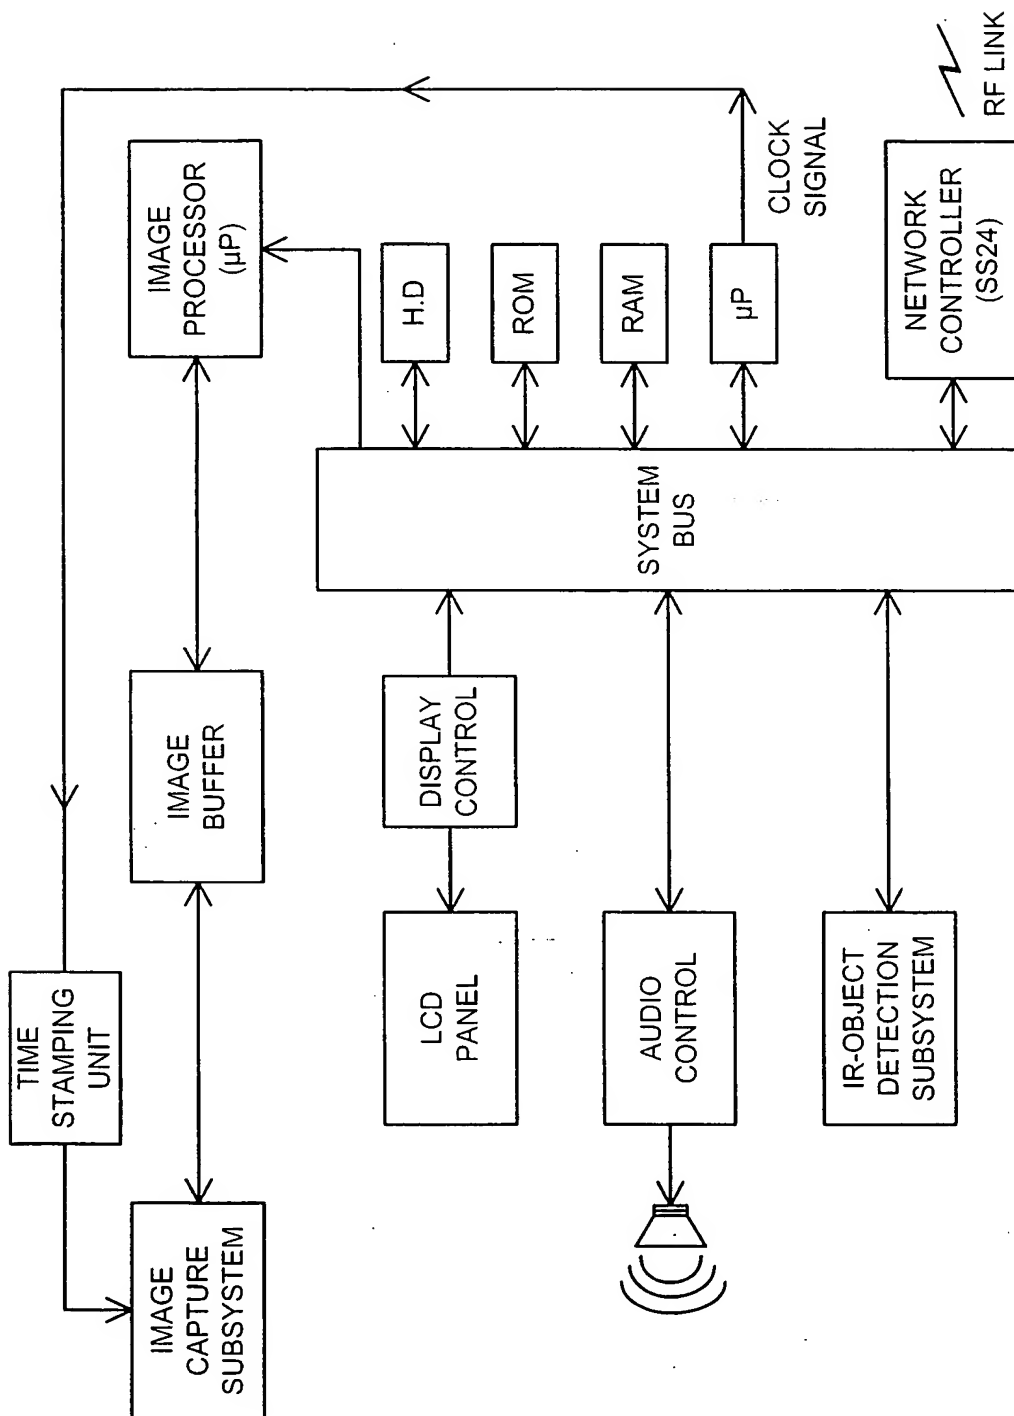 TIME
STAMPING
UNIT
IMAGE
CAPTURE
SUBSYSTEM
IMAGE
BUFFER
IMAGE
PROCESSOR
(µP)
LCD
PANEL
DISPLAY
CONTROL
H.D
ROM
AUDIO
CONTROL
SYSTEM
BUS
RAM
µP
CLOCK
SIGNAL
IR-OBJECT
DETECTION
SUBSYSTEM
NETWORK
CONTROLLER
(SS24)
RF LINK